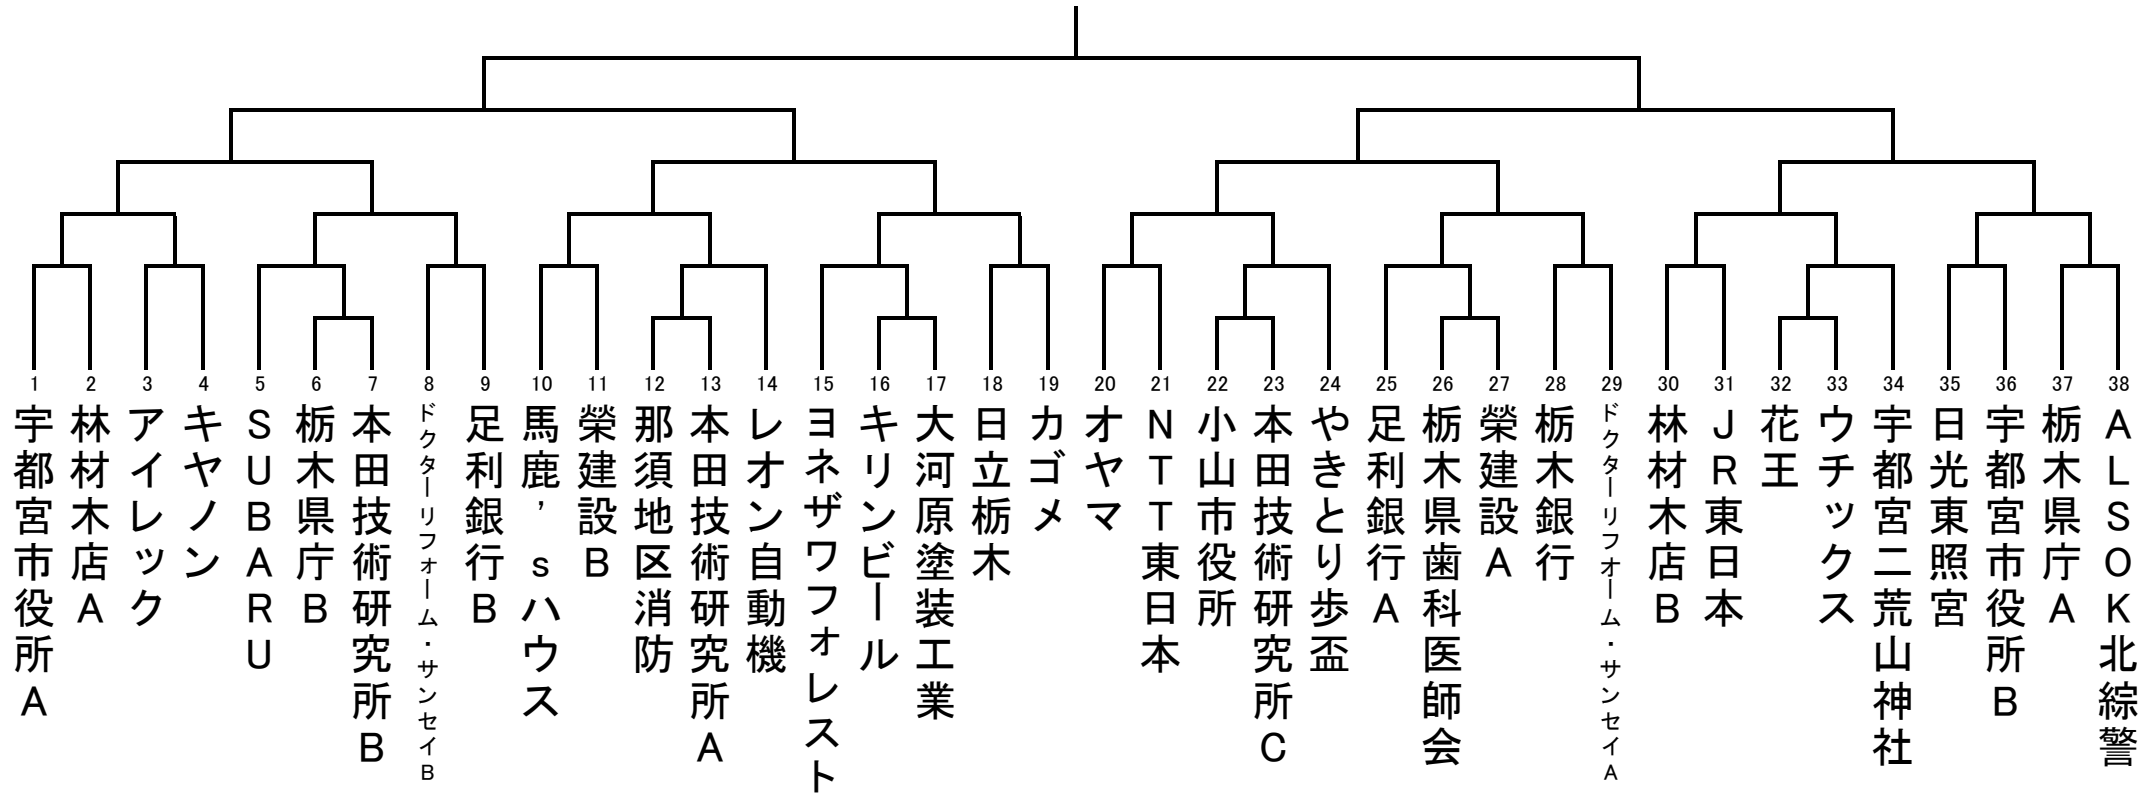 1 宇都宮市役所A
2 林材木店A
3 アイレック
4 キヤノン
5 SUBARU
6 栃木県庁B
7 本田技術研究所B
8 ドクターリフォーム・サンセイB
9 足利銀行B
10 馬鹿’sハウス
11 榮建設B
12 那須地区消防
13 本田技術研究所A
14 レオン自動機
15 ヨネザワフォレスト
16 キリンビール
17 大河原塗装工業
18 日立栃木
19 カゴメ
20 オヤマ
21 NTT東日本
22 小山市役所
23 本田技術研究所C
24 やきとり歩盃
25 足利銀行A
26 栃木県歯科医師会
27 榮建設A
28 栃木銀行
29 ドクターリフオーム・サンセイA
30 林材木店B
31 JR東日本
32 花王
33 ウチックス
34 宇都宮二荒山神社
35 日光東照宮
36 宇都宮市役所B
37 栃木県庁A
38 ALSOK北綜警